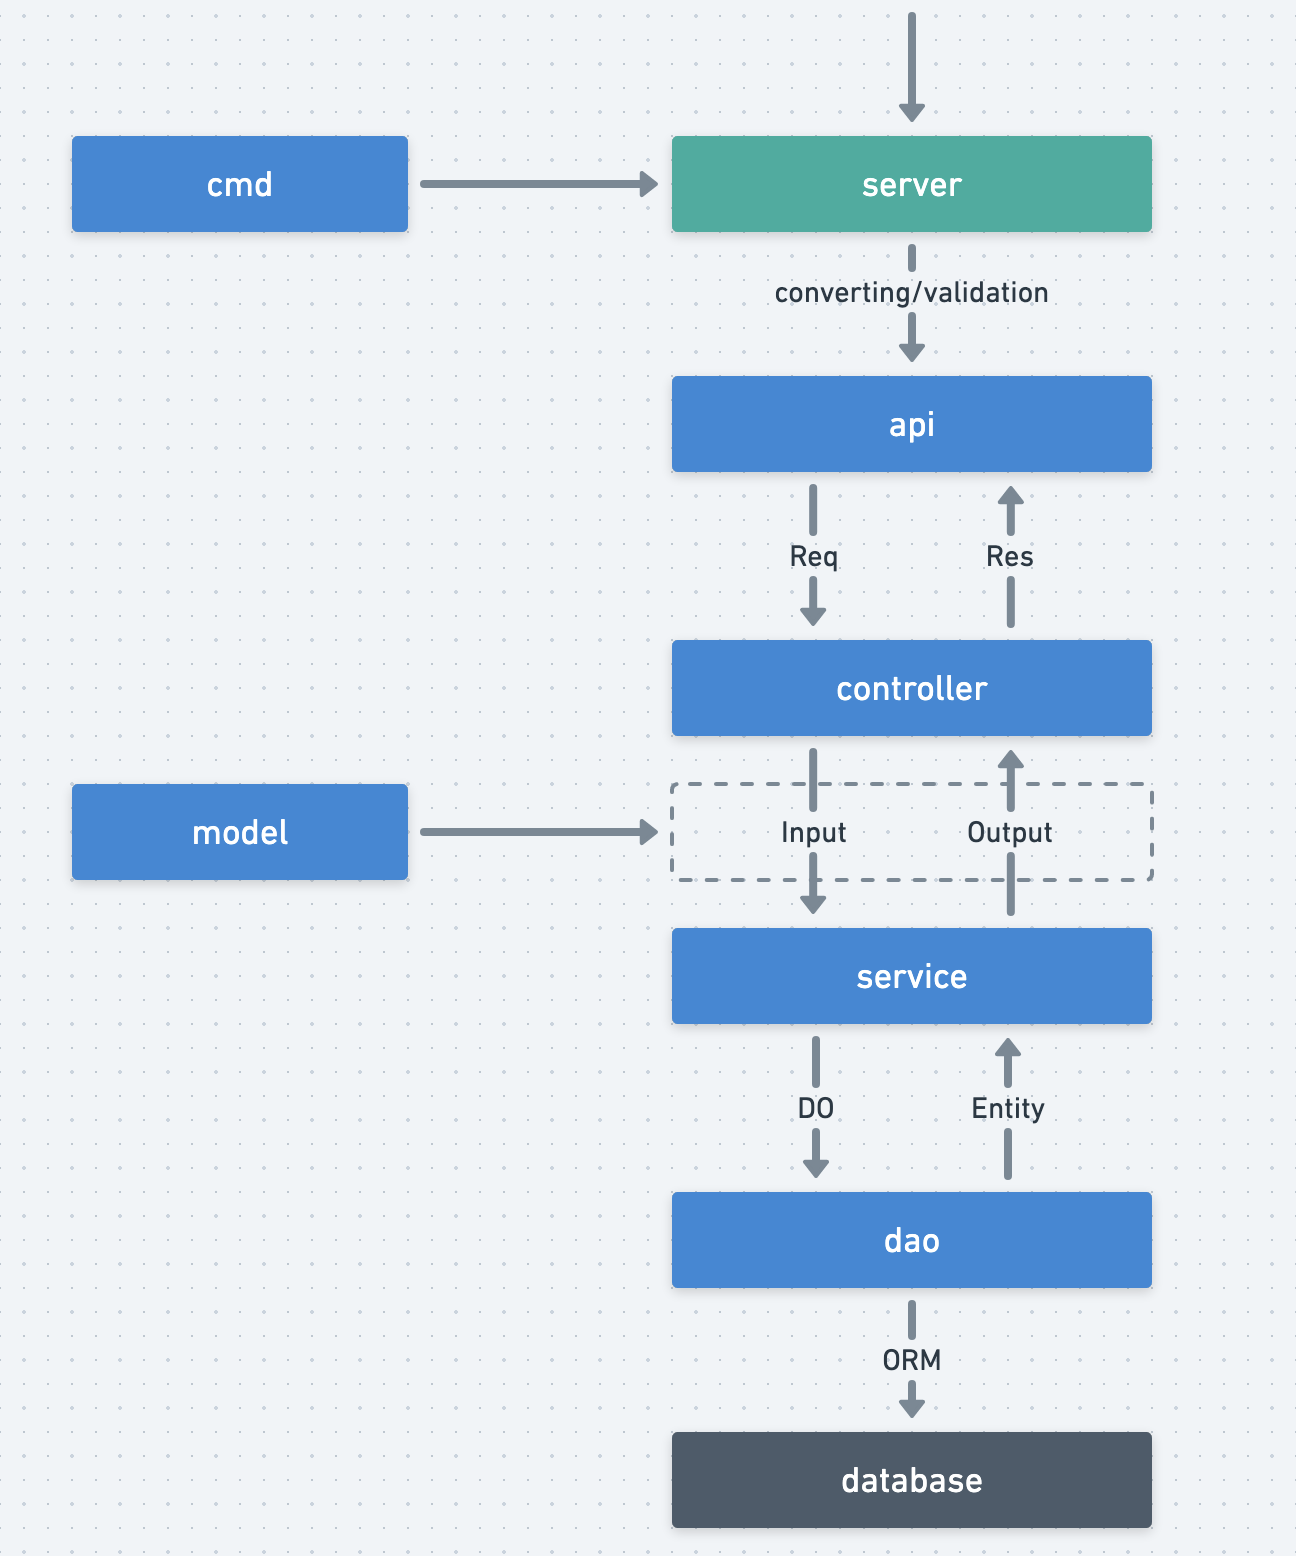 cmd
server
converting/validation
api
Req
Res
controller
model
Input
Output
service
DO
Entity
dao
ORM
database